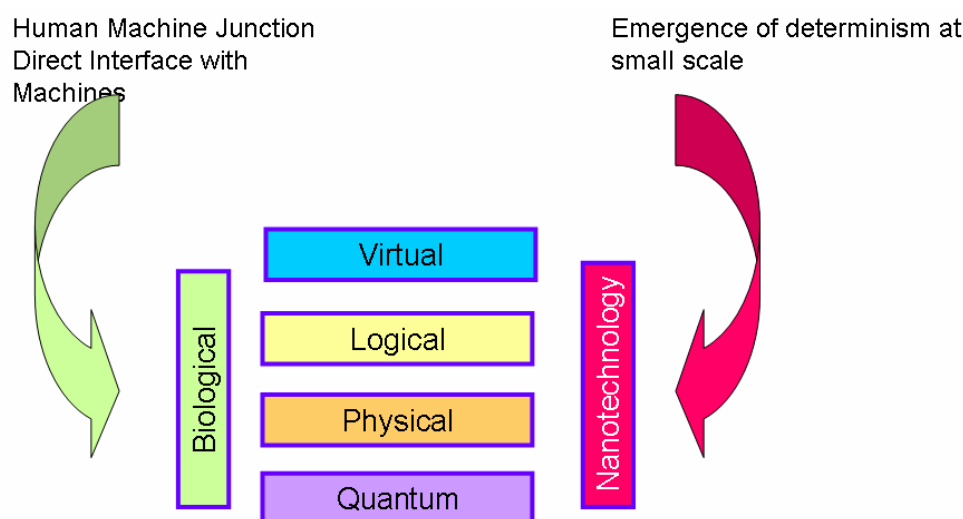 Human Machine Junction
Direct Interface with
Machines
Emergence of determinism at
small scale
Virtual
Logical
Physical
Quantum
Biological
Nanotechnology